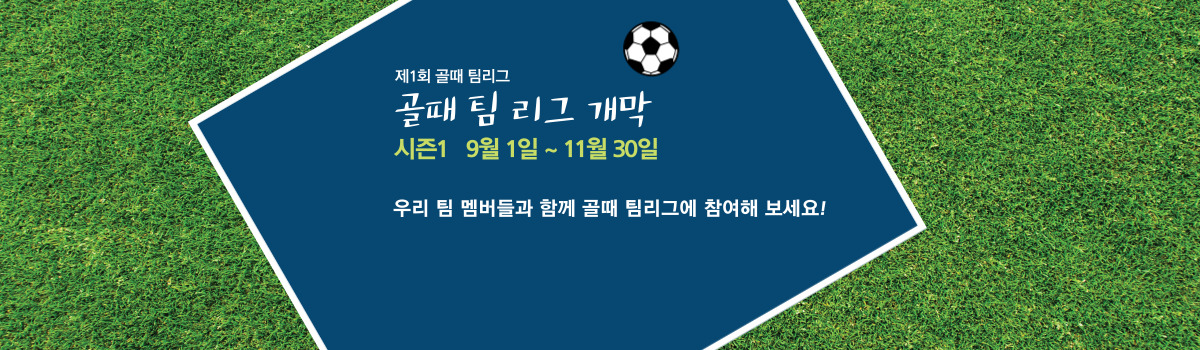 제1회 골때 팀리그
골때 팀 리그 개막
시즌1 9월 1일 ~ 11월 30일
우리 팀 멤버들과 함께 골때 팀리그에 참여해 보세요!